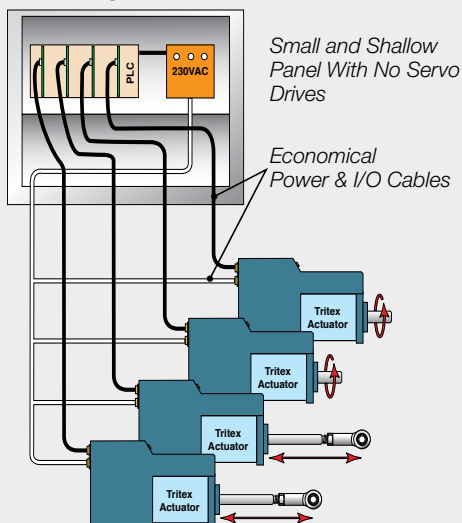 PLC
230VAC
Small and Shallow
Panel With No Servo
Drives
Economical
Power & I/O Cables
Tritex
Actuator
Tritex
Actuator
Tritex
Actuator
Tritex
Actuator